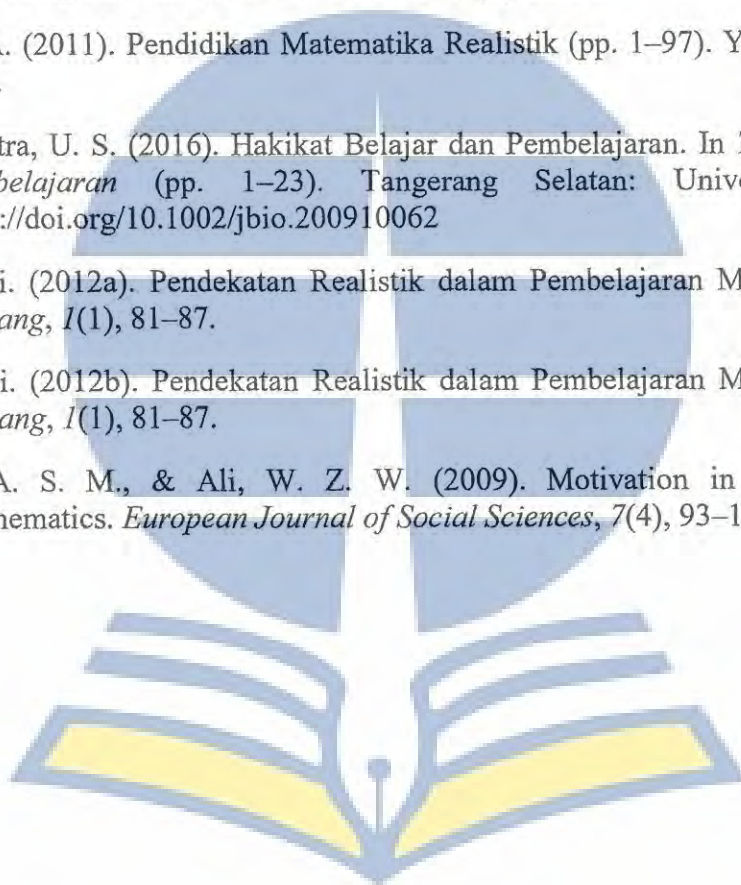 . (2011). Pendidikan Matematika Realistik (pp. 1–97). Y
tra, U. S. (2016). Hakikat Belajar dan Pembelajaran. In
belajaran (pp. 1–23). Tangerang Selatan: Unive
://doi.org/10.1002/jbio.200910062
i. (2012a). Pendekatan Realistik dalam Pembelajaran M
ang, 1(1), 81–87.
i. (2012b). Pendekatan Realistik dalam Pembelajaran M
ang, 1(1), 81–87.
A. S. M., & Ali, W. Z. W. (2009). Motivation in
hematics. European Journal of Social Sciences, 7(4), 93–1